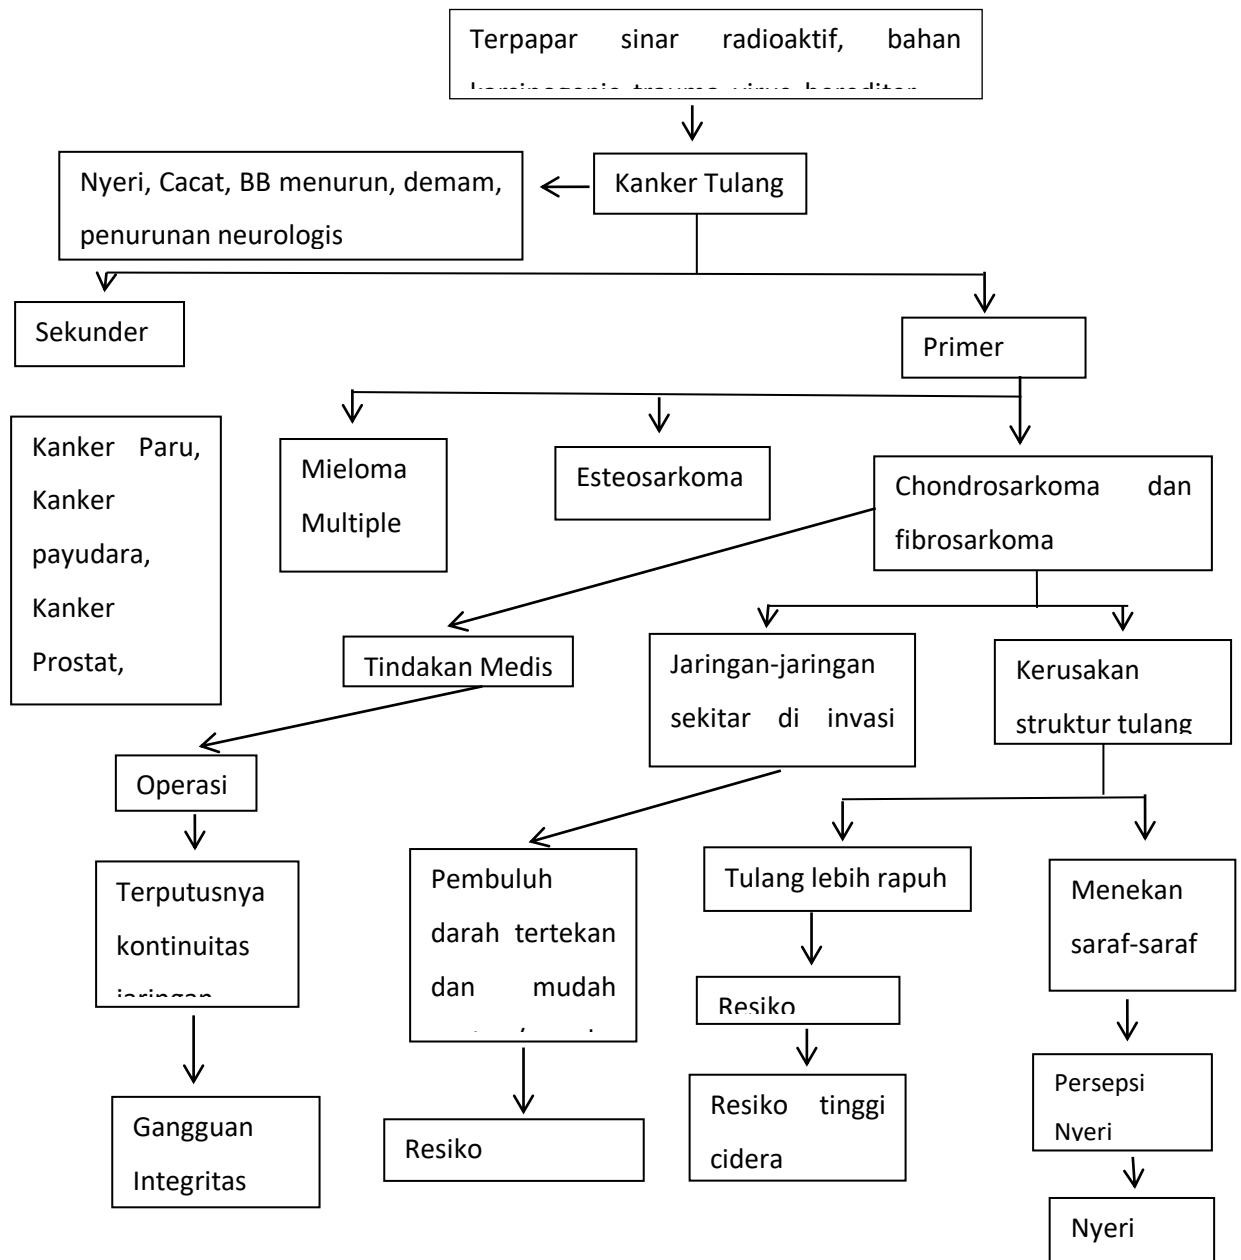 Terpapar sinar radioaktif, bahan
Nyeri, Cacat, BB menurun, demam,
penurunan neurologis
Kanker Tulang
Sekunder
Primer
Kanker Paru,
Kanker
payudara,
Kanker
Prostat,
Mieloma
Multiple
Esteosarkoma
Chondrosarkoma dan
fibrosarkoma
Tindakan Medis
Jaringan-jaringan
sekitar di invasi
Kerusakan
struktur tulang
Operasi
Terputusnya
kontinuitas
jaringan
Pembuluh
darah tertekan
dan mudah
Tulang lebih rapuh
Menekan
saraf-saraf
Resiko
Persepsi
Nyeri
Gangguan
Integritas
Resiko
Resiko tinggi
cidera
Nyeri